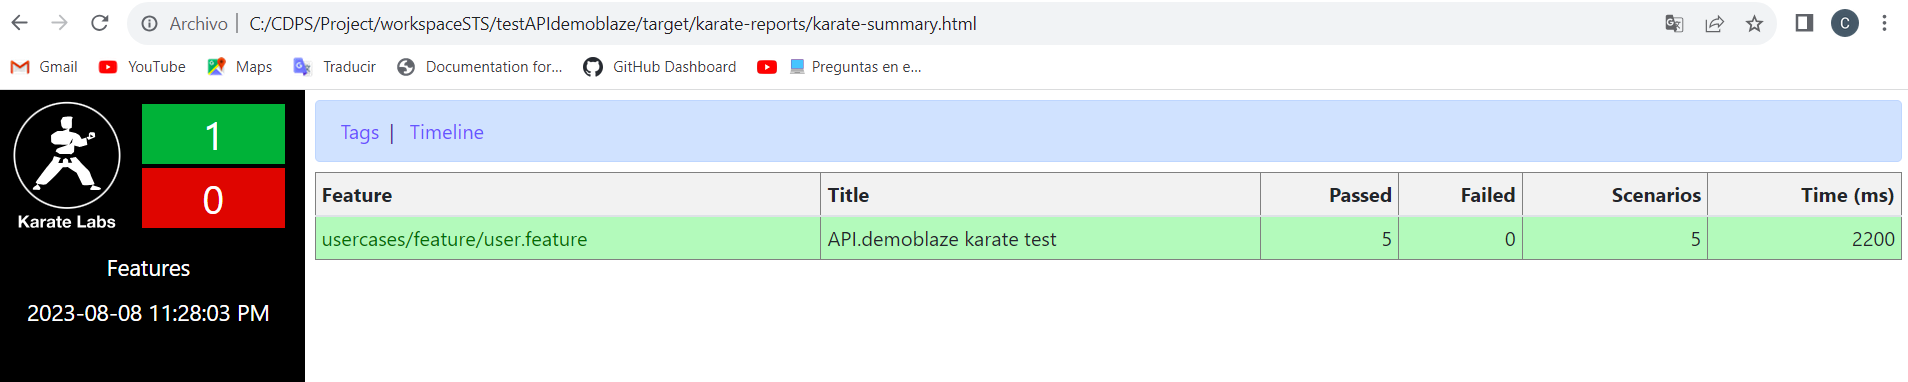 Archivo | C:/CDPS/Project/workspaceSTS/testAPIdemoblaze/target/karate-reports/karate-summary.html
C
Gmail YouTube Maps Traducir Documentation for... GitHub Dashboard Preguntas en e...
Karate Labs
1
0
Features
2023-08-08 11:28:03 PM
Tags | Timeline
Feature Title Passed Failed Scenarios Time (ms)
usercases/feature/user.feature API.demoblaze karate test 5 0 5 2200